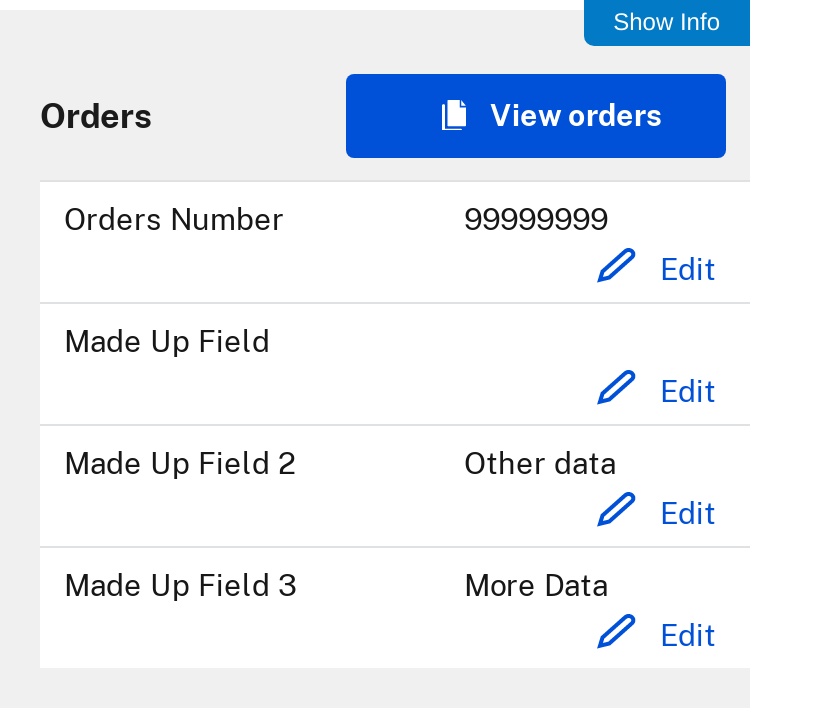 Show Info
Orders
View orders
Orders Number 99999999
Edit
Made Up Field
Edit
Made Up Field 2 Other data
Edit
Made Up Field 3 More Data
Edit